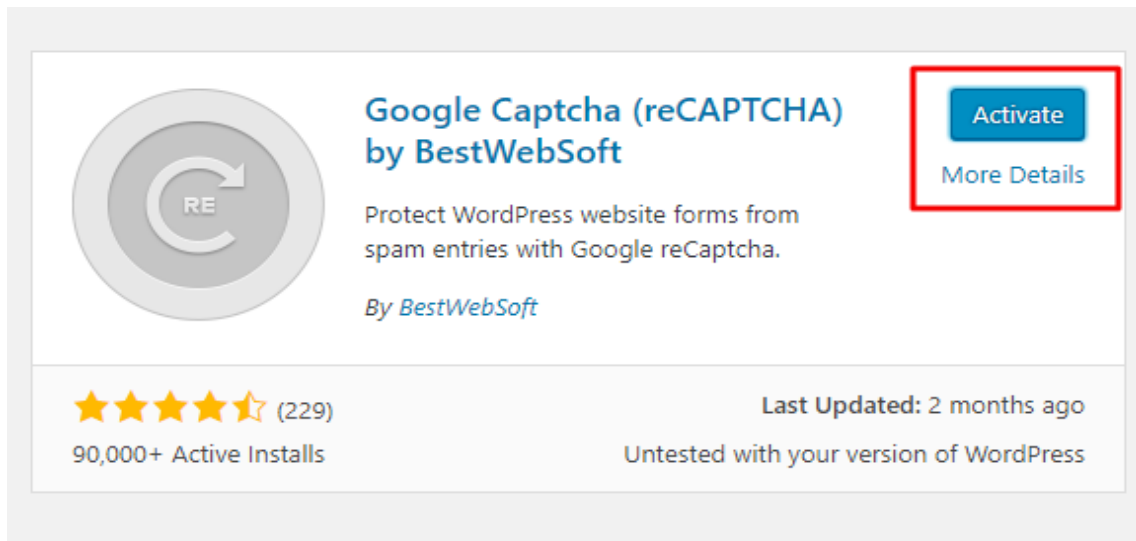 Google Captcha (reCAPTCHA)
by BestWebSoft
Activate
More Details
RE
Protect WordPress website forms from
spam entries with Google reCaptcha.
By BestWebSoft
(229)
Last Updated: 2 months ago
90,000+ Active Installs
Untested with your version of WordPress